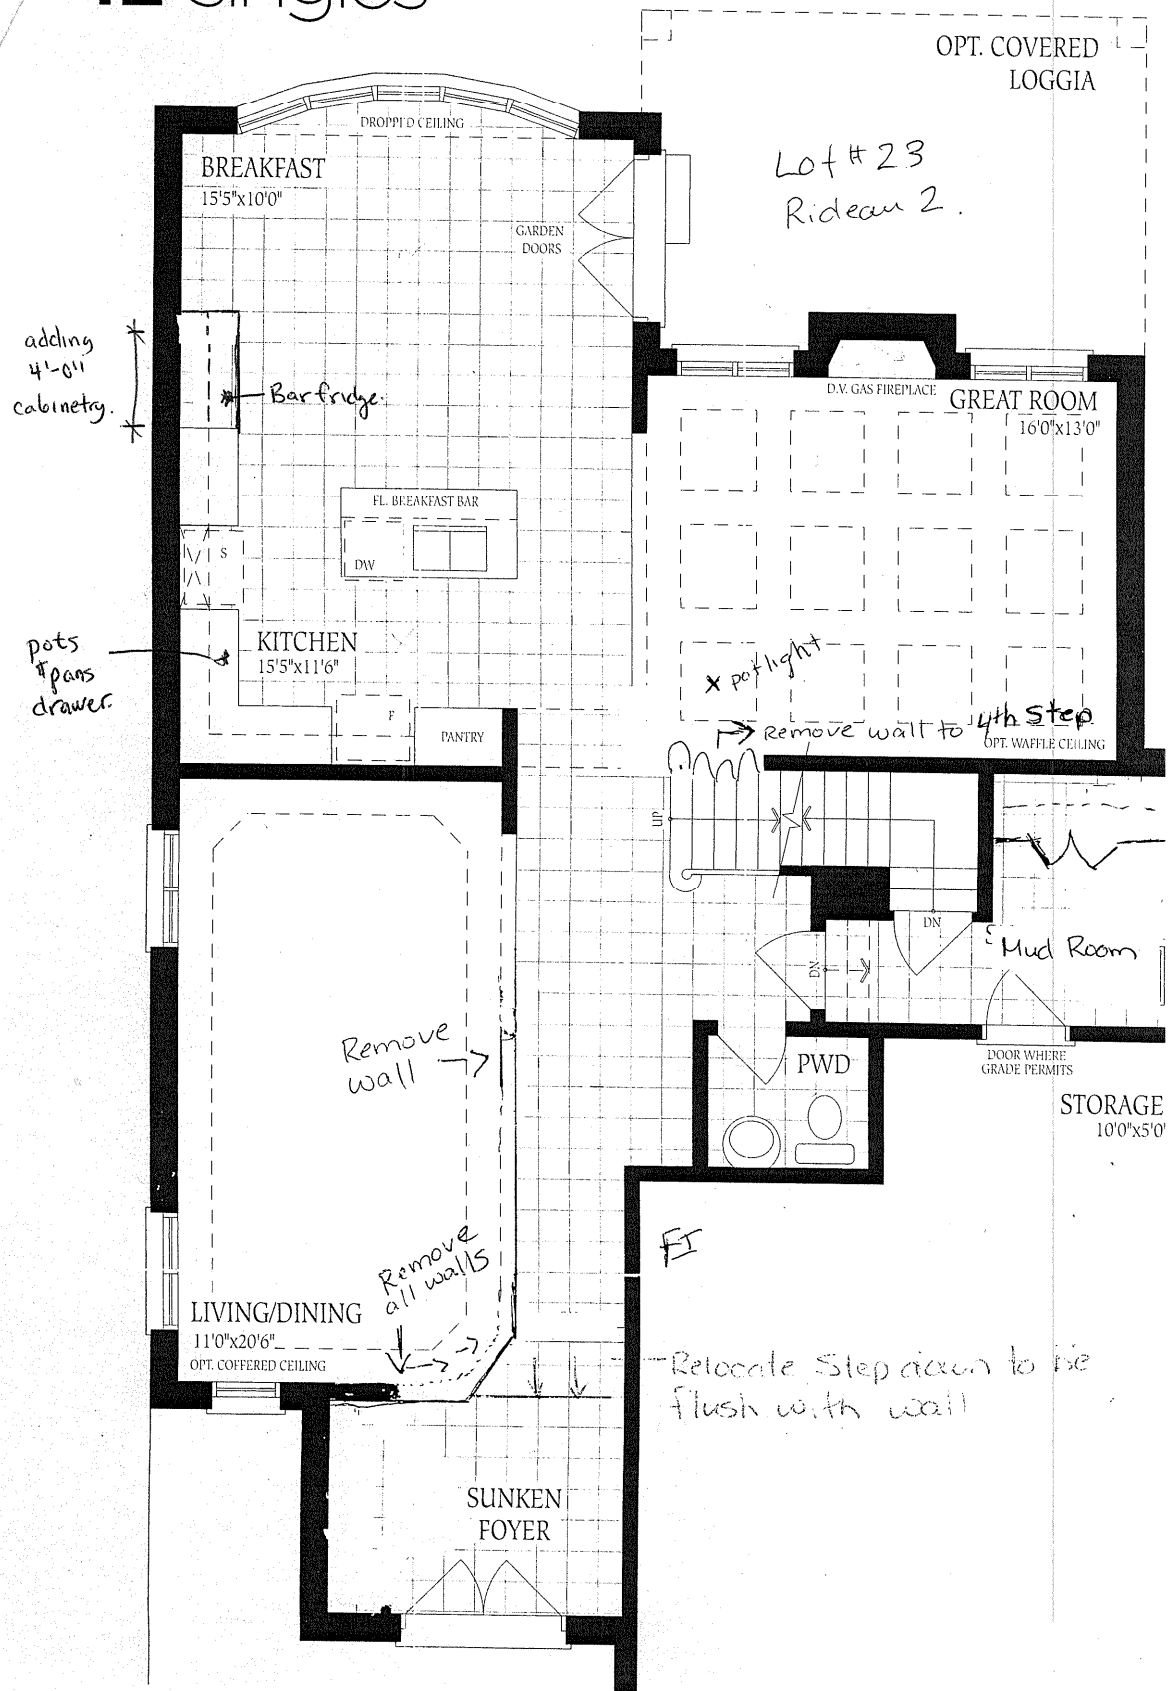 Singles
OPT. COVERED
LOGGIA
DROPPED CEILING
BREAKFAST
15'5"x10'0"
Lot # 23
Rideau 2.
GARDEN
DOORS
adding
4'-0"
cabinetry.
Bar fridge.
D.V. GAS FIREPLACE
GREAT ROOM
16'0"x13'0"
FL. BREAKFAST BAR
DW
S
KITCHEN
15'5"x11'6"
pots
& pans
drawer.
F
PANTRY
x potlight
Remove wall to 4th Step
OPT. WAFFLE CEILING
UP
DN
DN
Mud Room
Remove
wall
PWD
DOOR WHERE
GRADE PERMITS
STORAGE
10'0"x5'0'
Remove
all walls
LIVING/DINING
11'0"x20'6"
OPT. COFFERED CEILING
Relocate Step down to be
flush with wall
SUNKEN
FOYER